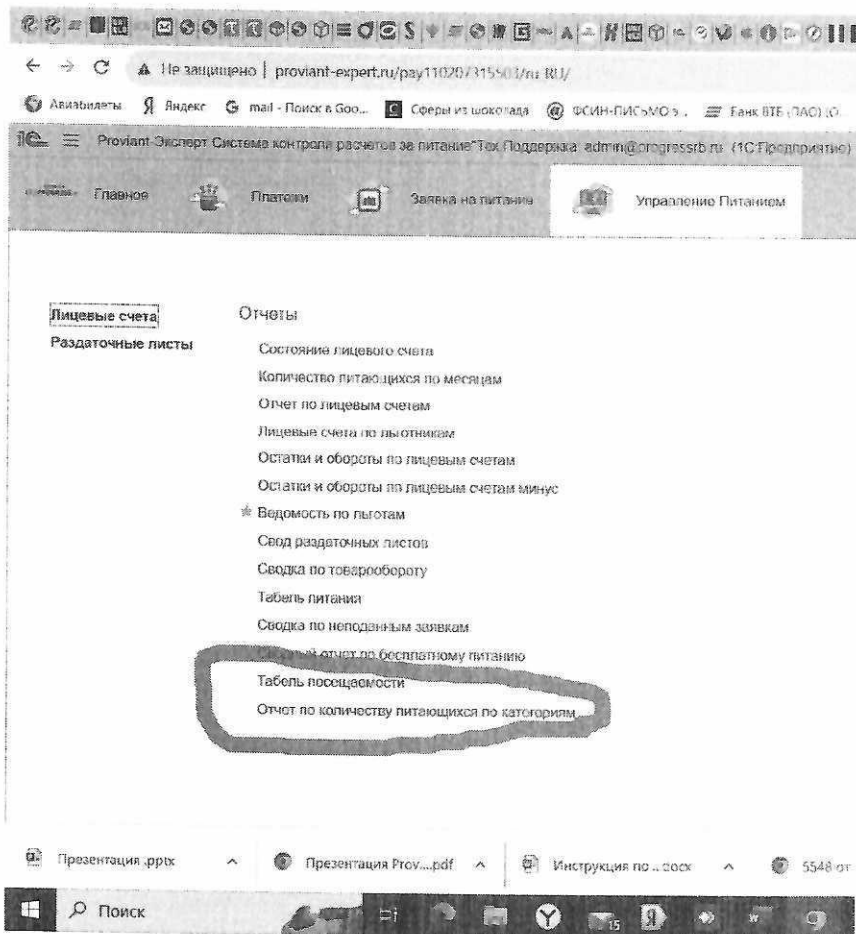 Не защищено | proviant-expert.ru/pay110207315503/ru_RU/
Авиабилеты Яндекс mail - Поиск в Goo... Сферы из шоколада ФСИН-ПИСЬМО э.. Банк ВТБ (ПАО) (О
Proviant Эксперт Система контроля расчетов за питание"Тех Поддержка admin@progressrb.ru (1С:Предприятие)
Главное Платежи Заявка на питание Управление Питанием
Лицевые счета
Раздаточные листы
Отчеты
Состояние лицевого счета
Количество питающихся по месяцам
Отчет по лицевым счетам
Лицевые счета по льготникам
Остатки и обороты по лицевым счетам
Остатки и обороты по лицевым счетам минус
Ведомость по льготам
Свод раздаточных листов
Сводка по товарообороту
Табель питания
Сводка по неподанным заявкам
Сводный отчет по бесплатному питанию
Табель посещаемости
Отчет по количеству питающихся по категориям
Презентация .pptx Презентация Prov....pdf Инструкция по ...docx 5548 от
Поиск